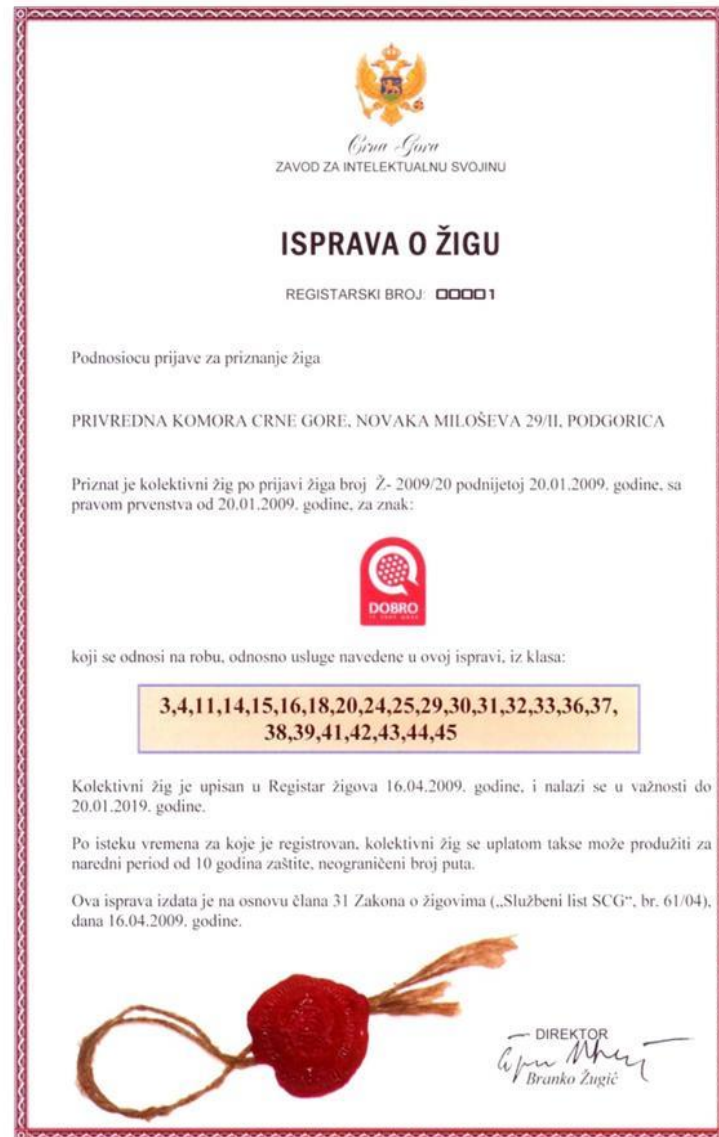 Crna Gora
ZAVOD ZA INTELEKTUALNU SVOJINU
ISPRAVA O ŽIGU
REGISTARSKI BROJ: 00001
Podnosiocu prijave za priznanje žiga
PRIVREDNA KOMORA CRNE GORE, NOVAKA MILOŠEVA 29/II, PODGORICA
Priznat je kolektivni žig po prijavi žiga broj Ž- 2009/20 podnijetoj 20.01.2009. godine, sa
pravom prvenstva od 20.01.2009. godine, za znak:
DOBRO
koji se odnosi na robu, odnosno usluge navedene u ovoj ispravi, iz klasa:
3,4,11,14,15,16,18,20,24,25,29,30,31,32,33,36,37,
38,39,41,42,43,44,45
Kolektivni žig je upisan u Registar žigova 16.04.2009. godine, i nalazi se u važnosti do
20.01.2019. godine.
Po isteku vremena za koje je registrovan, kolektivni žig se uplatom takse može produžiti za
naredni period od 10 godina zaštite, neograničeni broj puta.
Ova isprava izdata je na osnovu člana 31 Zakona o žigovima („Službeni list SCG“, br. 61/04),
dana 16.04.2009. godine.
DIREKTOR
Branko Žugić